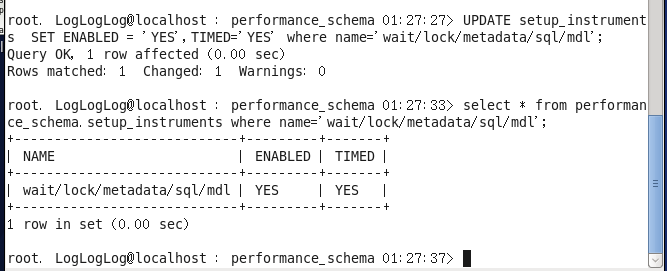 root. LogLogLog@localhost : performance_schema 01:27:27> UPDATE setup_instrument
s  SET ENABLED = 'YES',TIMED='YES' where name='wait/lock/metadata/sql/mdl';
Query OK, 1 row affected (0.00 sec)
Rows matched: 1  Changed: 1  Warnings: 0

root. LogLogLog@localhost : performance_schema 01:27:33> select * from performan
ce_schema.setup_instruments where name='wait/lock/metadata/sql/mdl';
+----------------------------+---------+-------+
| NAME                       | ENABLED | TIMED |
+----------------------------+---------+-------+
| wait/lock/metadata/sql/mdl | YES     | YES   |
+----------------------------+---------+-------+
1 row in set (0.00 sec)

root. LogLogLog@localhost : performance_schema 01:27:37>